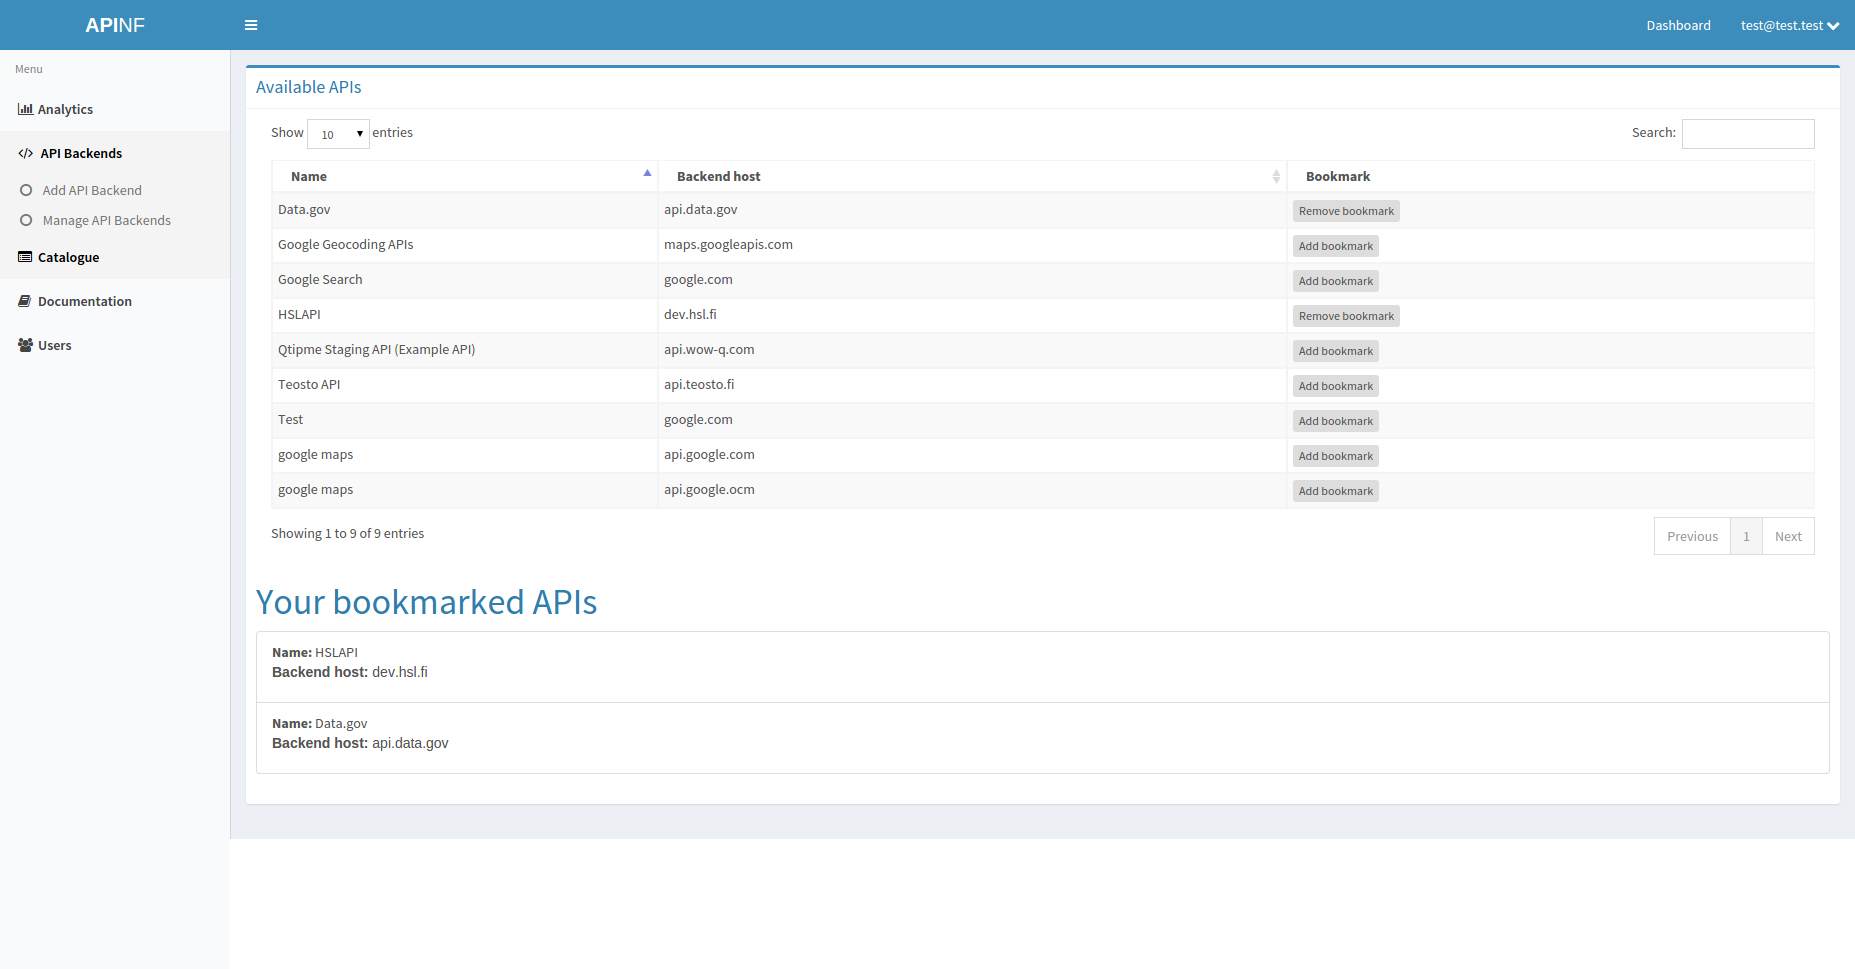 APINF
Dashboard test@test.test
Menu
Analytics
API Backends
Add API Backend
Manage API Backends
Catalogue
Documentation
Users
Available APIs
Show 10 entries Search:
Name Backend host Bookmark
Data.gov api.data.gov Remove bookmark
Google Geocoding APIs maps.googleapis.com Add bookmark
Google Search google.com Add bookmark
HSLAPI dev.hsl.fi Remove bookmark
Qtipme Staging API (Example API) api.wow-q.com Add bookmark
Teosto API api.teosto.fi Add bookmark
Test google.com Add bookmark
google maps api.google.com Add bookmark
google maps api.google.ocm Add bookmark
Showing 1 to 9 of 9 entries Previous 1 Next
Your bookmarked APIs
Name: HSLAPI
Backend host: dev.hsl.fi
Name: Data.gov
Backend host: api.data.gov